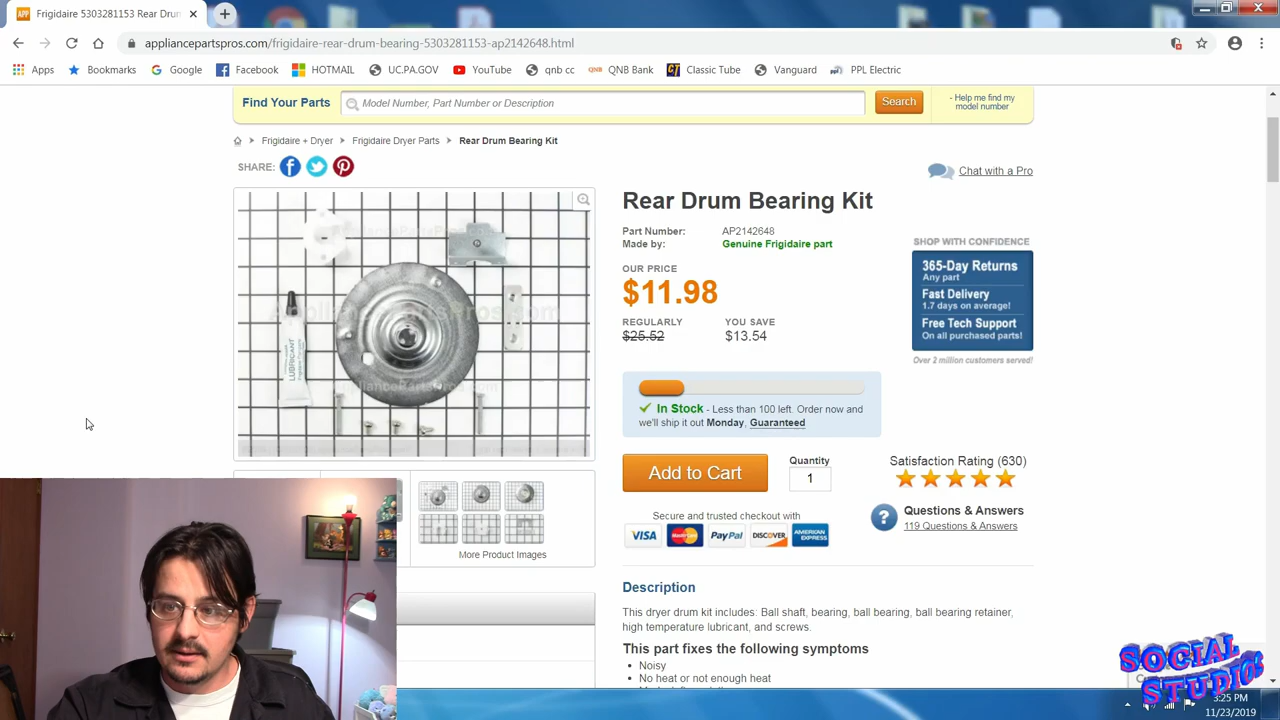 Frigidaire 5303281153 Rear Drun
appliancepartspros.com/frigidaire-rear-drum-bearing-5303281153-ap2142648.html
Apps Bookmarks Google Facebook HOTMAIL UC.PA.GOV YouTube qnb cc QNB Bank Classic Tube Vanguard PPL Electric
Find Your Parts Model Number, Part Number or Description Search - Help me find my
model number
Frigidaire + Dryer Frigidaire Dryer Parts Rear Drum Bearing Kit
SHARE:
Chat with a Pro
Rear Drum Bearing Kit
Part Number: AP2142648
Made by: Genuine Frigidaire part
OUR PRICE
$11.98
REGULARLY YOU SAVE
$25.52 $13.54
SHOP WITH CONFIDENCE
365-Day Returns
Any part
Fast Delivery
1.7 days on average!
Free Tech Support
On all purchased parts!
Over 2 million customers served!
LUBRICANT
In Stock - Less than 100 left. Order now and
we'll ship it out Monday, Guaranteed
Add to Cart
Quantity
1
Satisfaction Rating (630)
Questions & Answers
119 Questions & Answers
Secure and trusted checkout with
VISA MasterCard PayPal DISCOVER AMERICAN EXPRESS
More Product Images
Description
This dryer drum kit includes: Ball shaft, bearing, ball bearing, ball bearing retainer,
high temperature lubricant, and screws.
This part fixes the following symptoms
Noisy
No heat or not enough heat
SOCIAL
STUDIOS
3:25 PM
11/23/2019